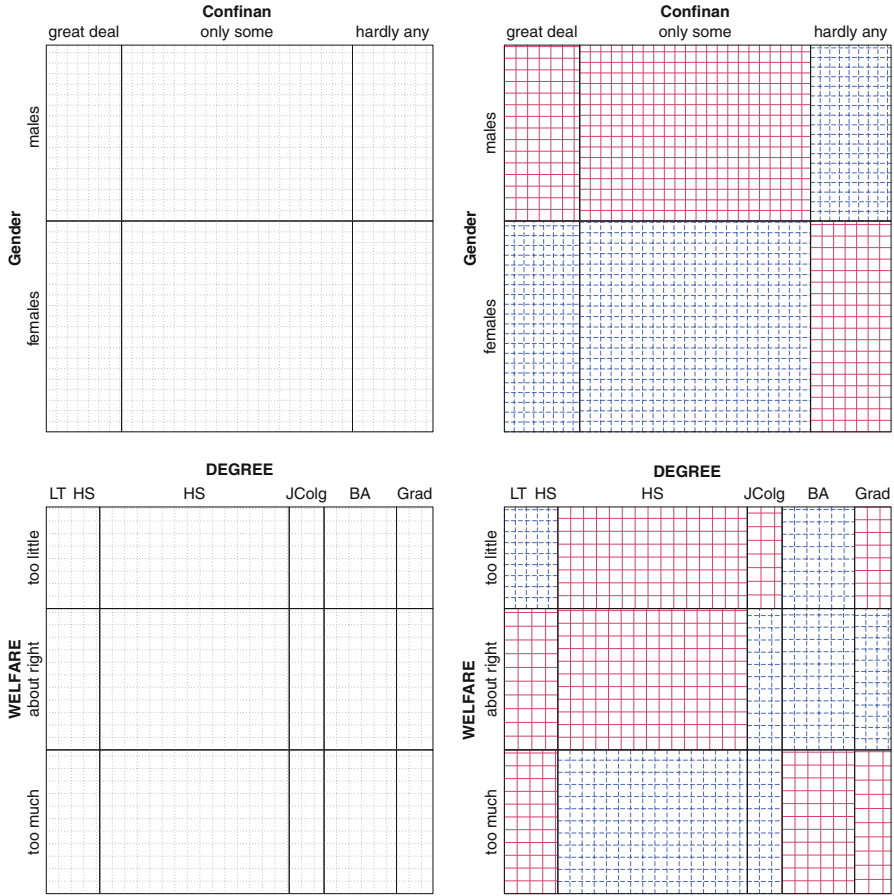 Confinan
great deal only some hardly any
Gender
males
females
Confinan
great deal only some hardly any
Gender
males
females
DEGREE
LT HS HS JColg BA Grad
WELFARE
too little
about right
too much
DEGREE
LT HS HS JColg BA Grad
WELFARE
too little
about right
too much